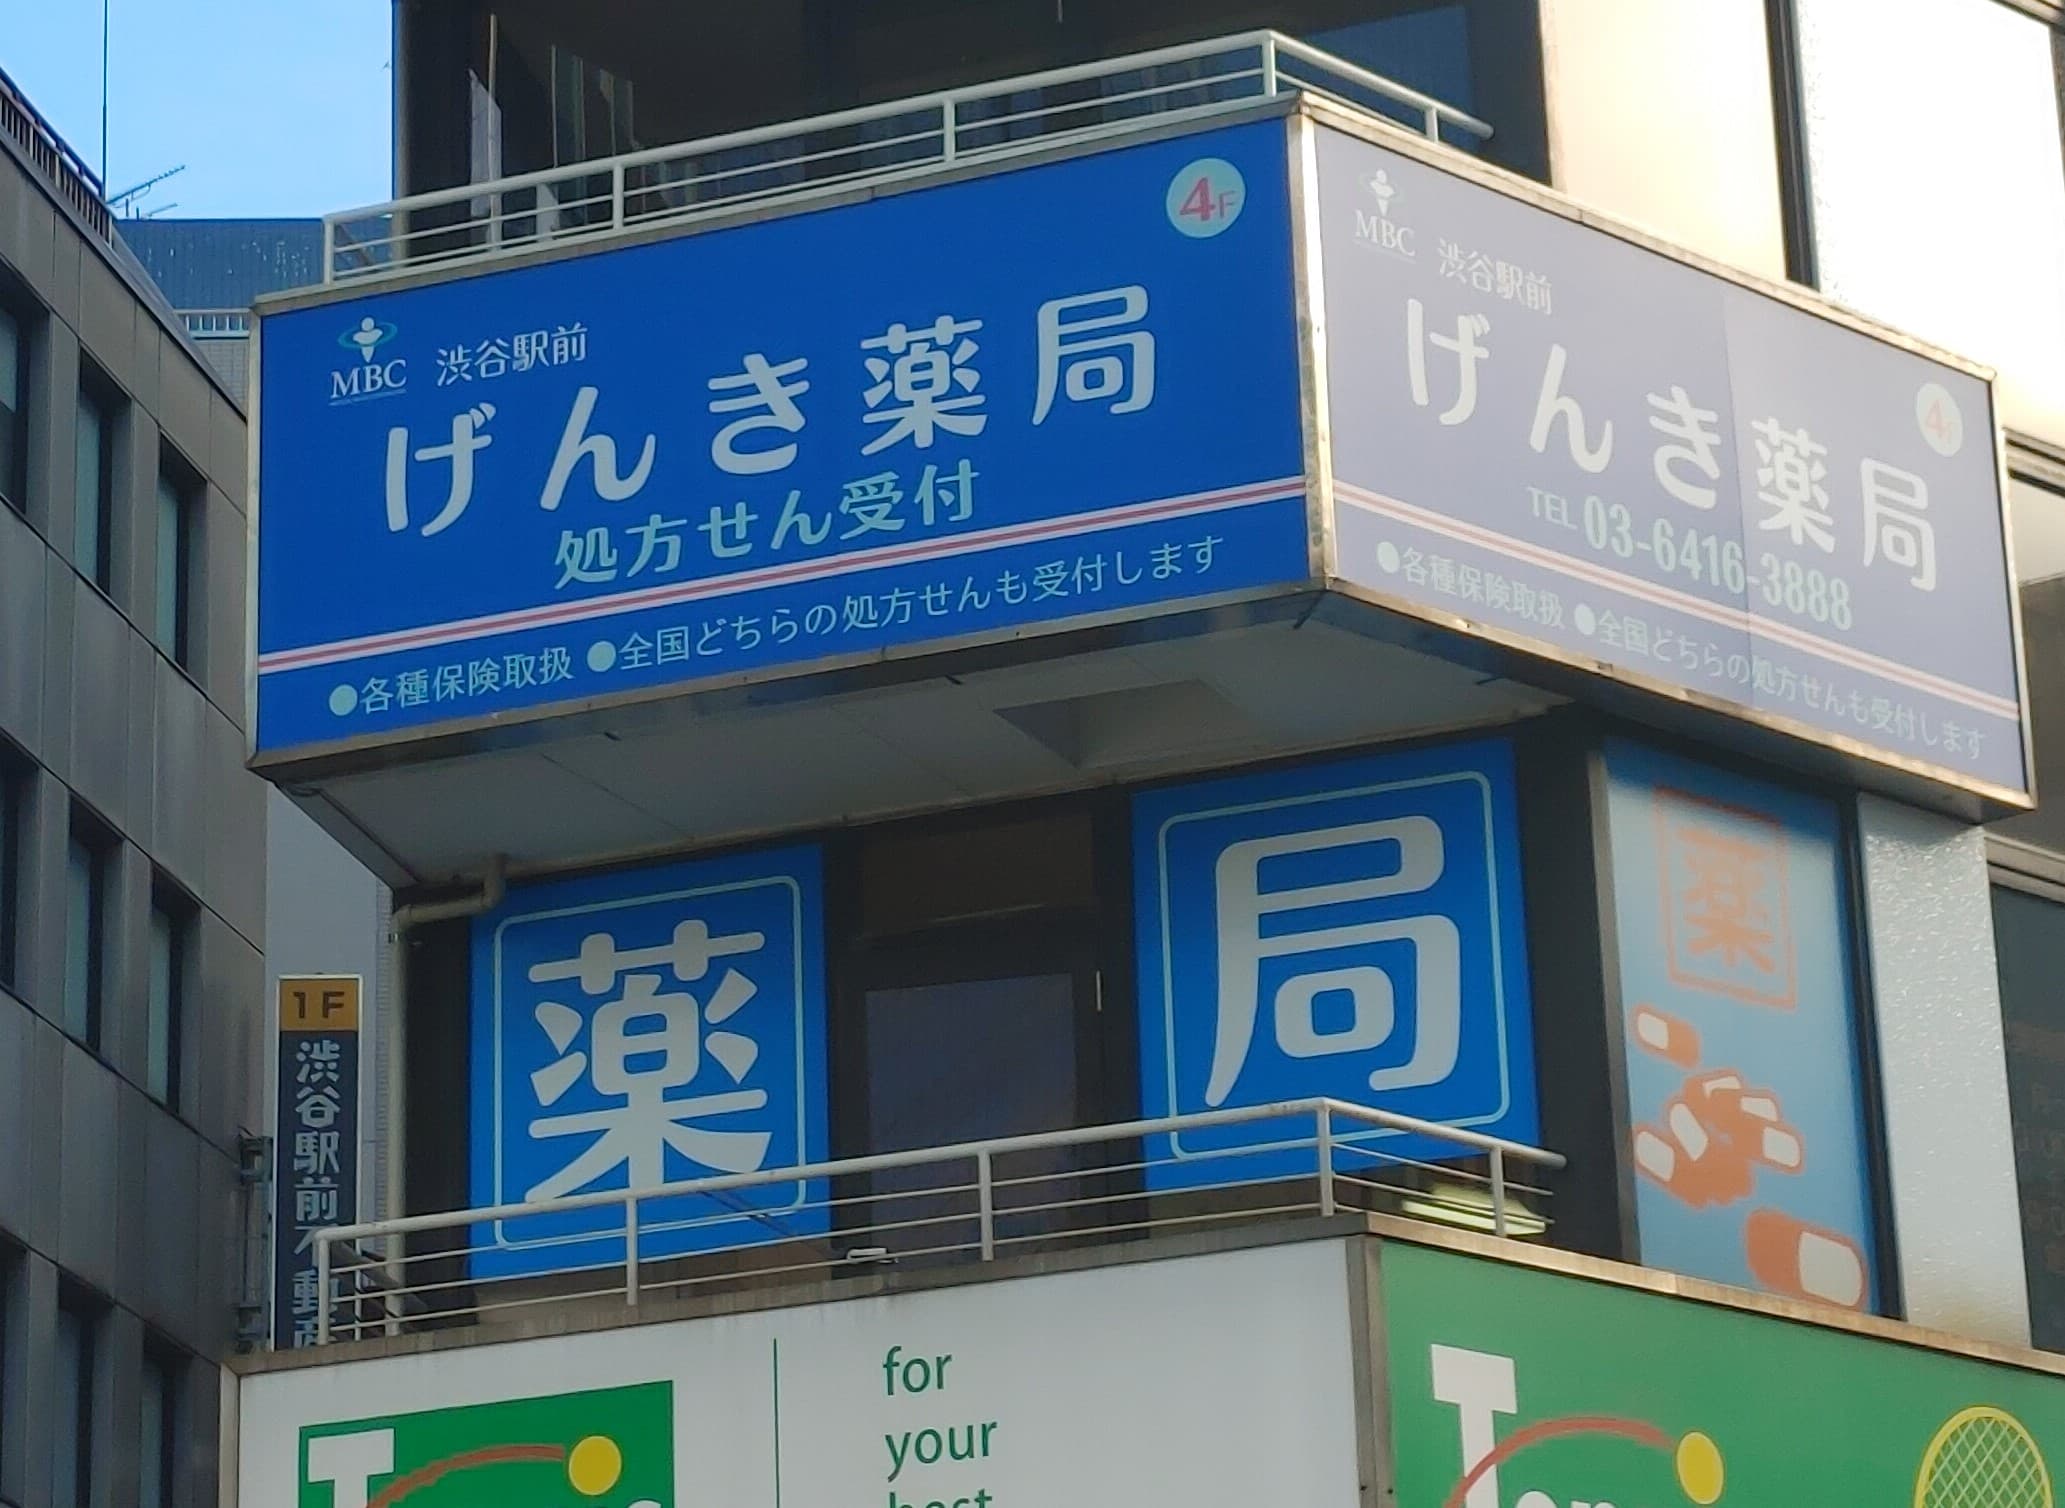 MBC 渋谷駅前
4F
げんき薬局
処方せん受付
●各種保険取扱 ●全国どちらの処方せんも受付します
MBC 渋谷駅前
4F
げんき薬局
TEL 03-6416-3888
●各種保険取扱 ●全国どちらの処方せんも受付します
薬
局
薬
1F
渋谷駅前不動産
for
your
best